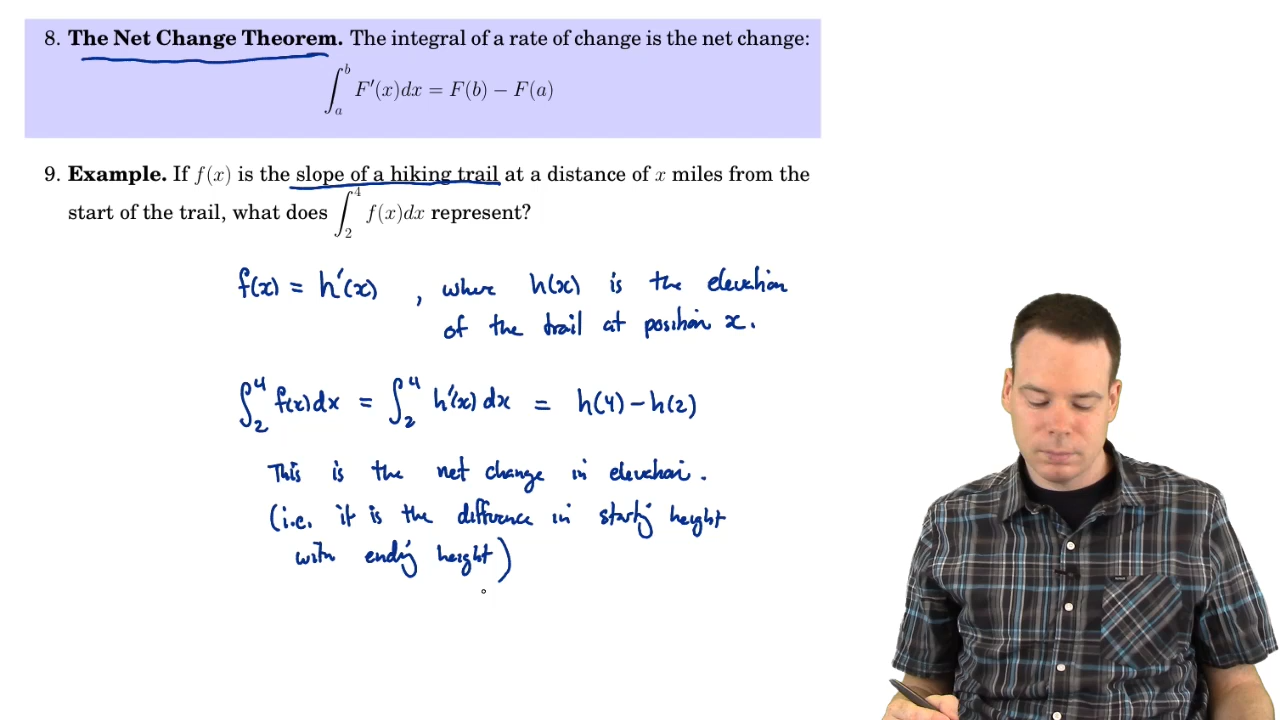 8. The Net Change Theorem. The integral of a rate of change is the net change:
∫_a^b F′(x)dx = F(b) − F(a)
9. Example. If f(x) is the slope of a hiking trail at a distance of x miles from the
start of the trail, what does ∫_2^4 f(x)dx represent?
f(x) = h′(x) , where h(x) is the elevation
of the trail at position x.
∫_2^4 f(x)dx = ∫_2^4 h′(x) dx = h(4) − h(2)
This is the net change in elevation.
(i.e. it is the difference in starting height
with ending height)